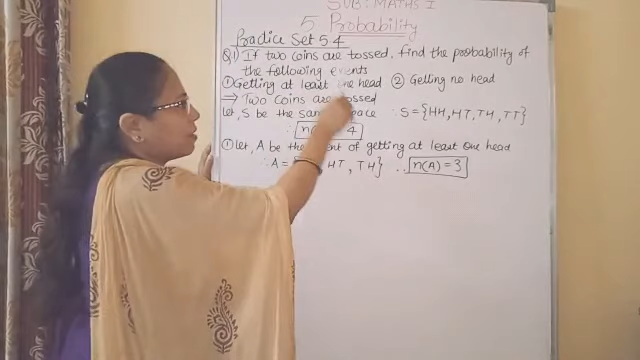 SUB: MATHS I
5 Probability
Practice Set 5.4
Q1) If two coins are tossed, find the probability of
the following events
① Getting at least one head ② Getting no head
⇒ Two coins are tossed
let, S be the sample space ∴ S = {HH, HT, TH, TT}
∴ n(S) = 4
① let, A be the event of getting at least one head
∴ A = HT, TH} ∴ n(A) = 3